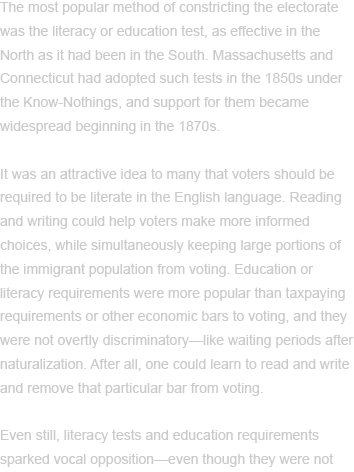 The most popular method of constricting the electorate
was the literacy or education test, as effective in the
North as it had been in the South. Massachusetts and
Connecticut had adopted such tests in the 1850s under
the Know-Nothings, and support for them became
widespread beginning in the 1870s.
It was an attractive idea to many that voters should be
required to be literate in the English language. Reading
and writing could help voters make more informed
choices, while simultaneously keeping large portions of
the immigrant population from voting. Education or
literacy requirements were more popular than taxpaying
requirements or other economic bars to voting, and they
were not overtly discriminatory—like waiting periods after
naturalization. After all, one could learn to read and write
and remove that particular bar from voting.
Even still, literacy tests and education requirements
sparked vocal opposition—even though they were not